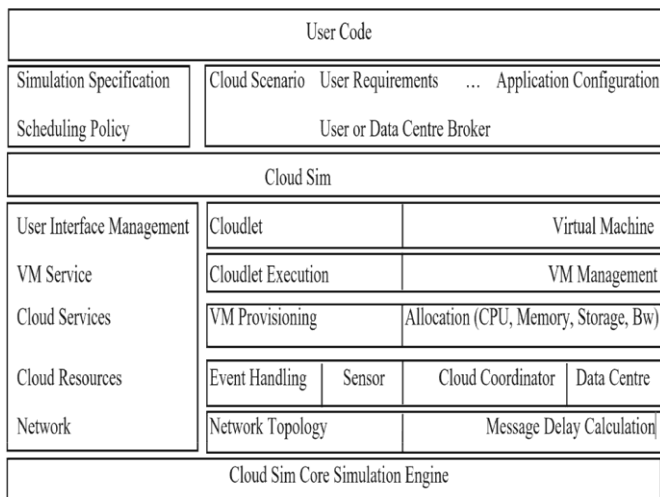 User Code
Simulation Specification Cloud Scenario User Requirements ... Application Configuration
Scheduling Policy User or Data Centre Broker
Cloud Sim
User Interface Management Cloudlet Virtual Machine
VM Service Cloudlet Execution VM Management
Cloud Services VM Provisioning Allocation (CPU, Memory, Storage, Bw)
Cloud Resources Event Handling Sensor Cloud Coordinator Data Centre
Network Network Topology Message Delay Calculation
Cloud Sim Core Simulation Engine